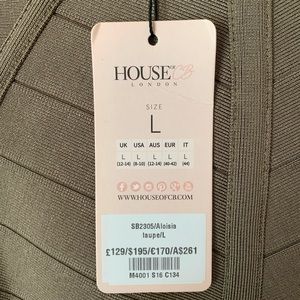 HOUSE OF CB
LONDON
SIZE
L
UK USA AUS EUR IT
L L L L L
(12-14) (8-10) (12-14) (40-42) (44)
WWW.HOUSEOFCB.COM
SB2305/Aloisia
taupe/L
£129/$195/€170/A$261
M4001 S16 C134